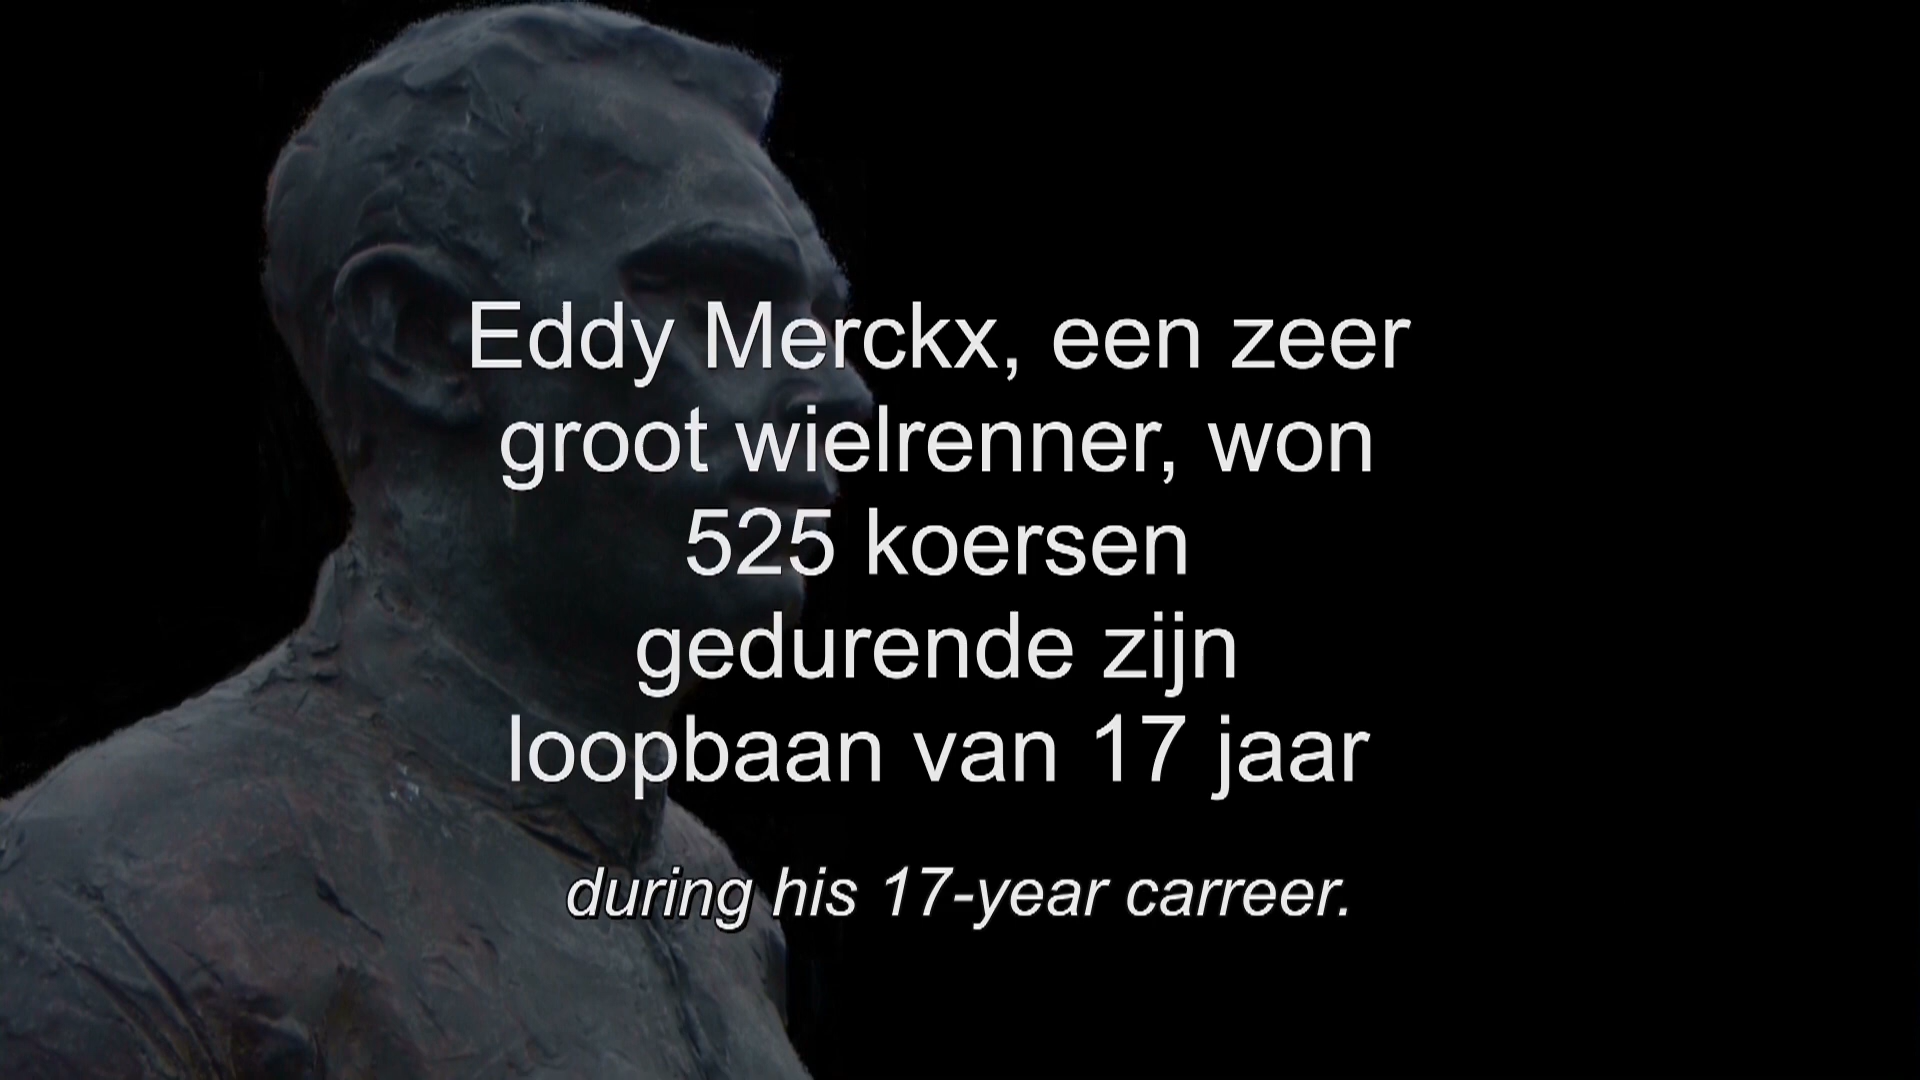 Eddy Merckx, een zeer
groot wielrenner, won
525 koersen
gedurende zijn
loopbaan van 17 jaar
during his 17-year carreer.